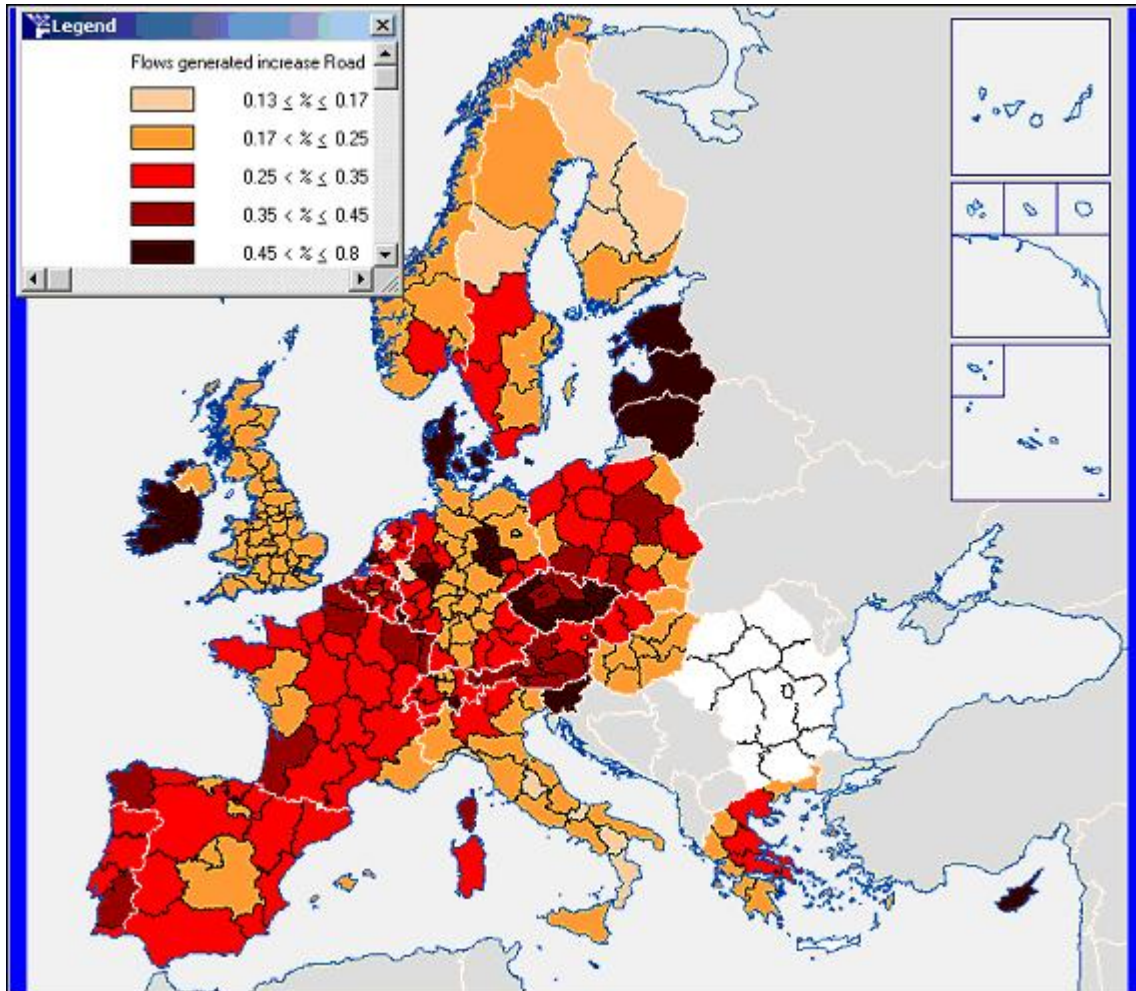 Legend
Flows generated increase Road
0.13 ≤ % ≤ 0.17
0.17 < % ≤ 0.25
0.25 < % ≤ 0.35
0.35 < % ≤ 0.45
0.45 < % ≤ 0.8